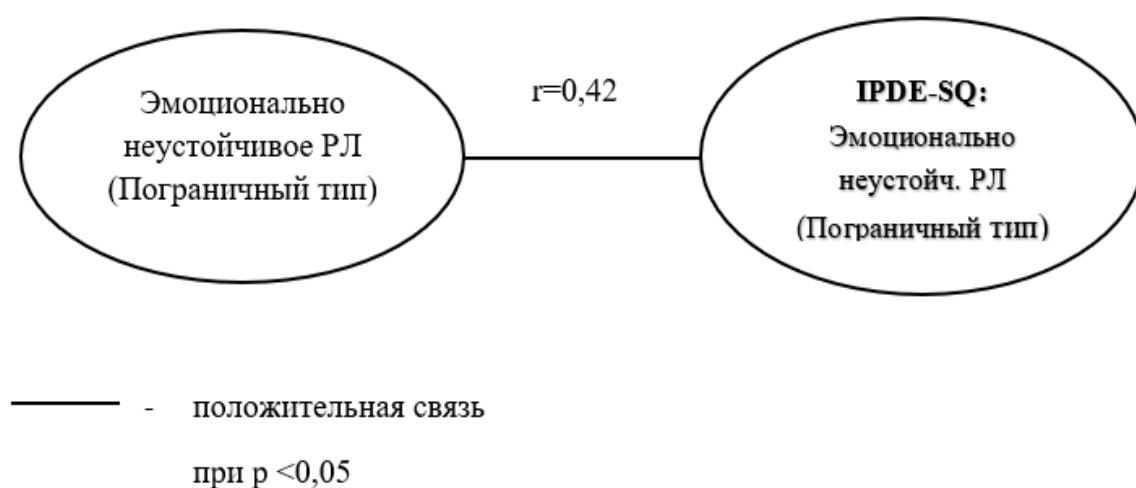 Эмоционально
неустойчивое РЛ
(Пограничный тип)
r=0,42
IPDE-SQ:
Эмоционально
неустойч. РЛ
(Пограничный тип)
- положительная связь
при p <0,05